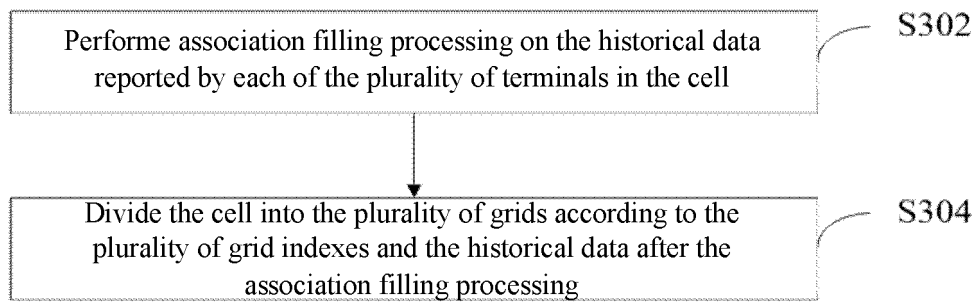 Performe association filling processing on the historical data
reported by each of the plurality of terminals in the cell
S302
Divide the cell into the plurality of grids according to the
plurality of grid indexes and the historical data after the
association filling processing
S304